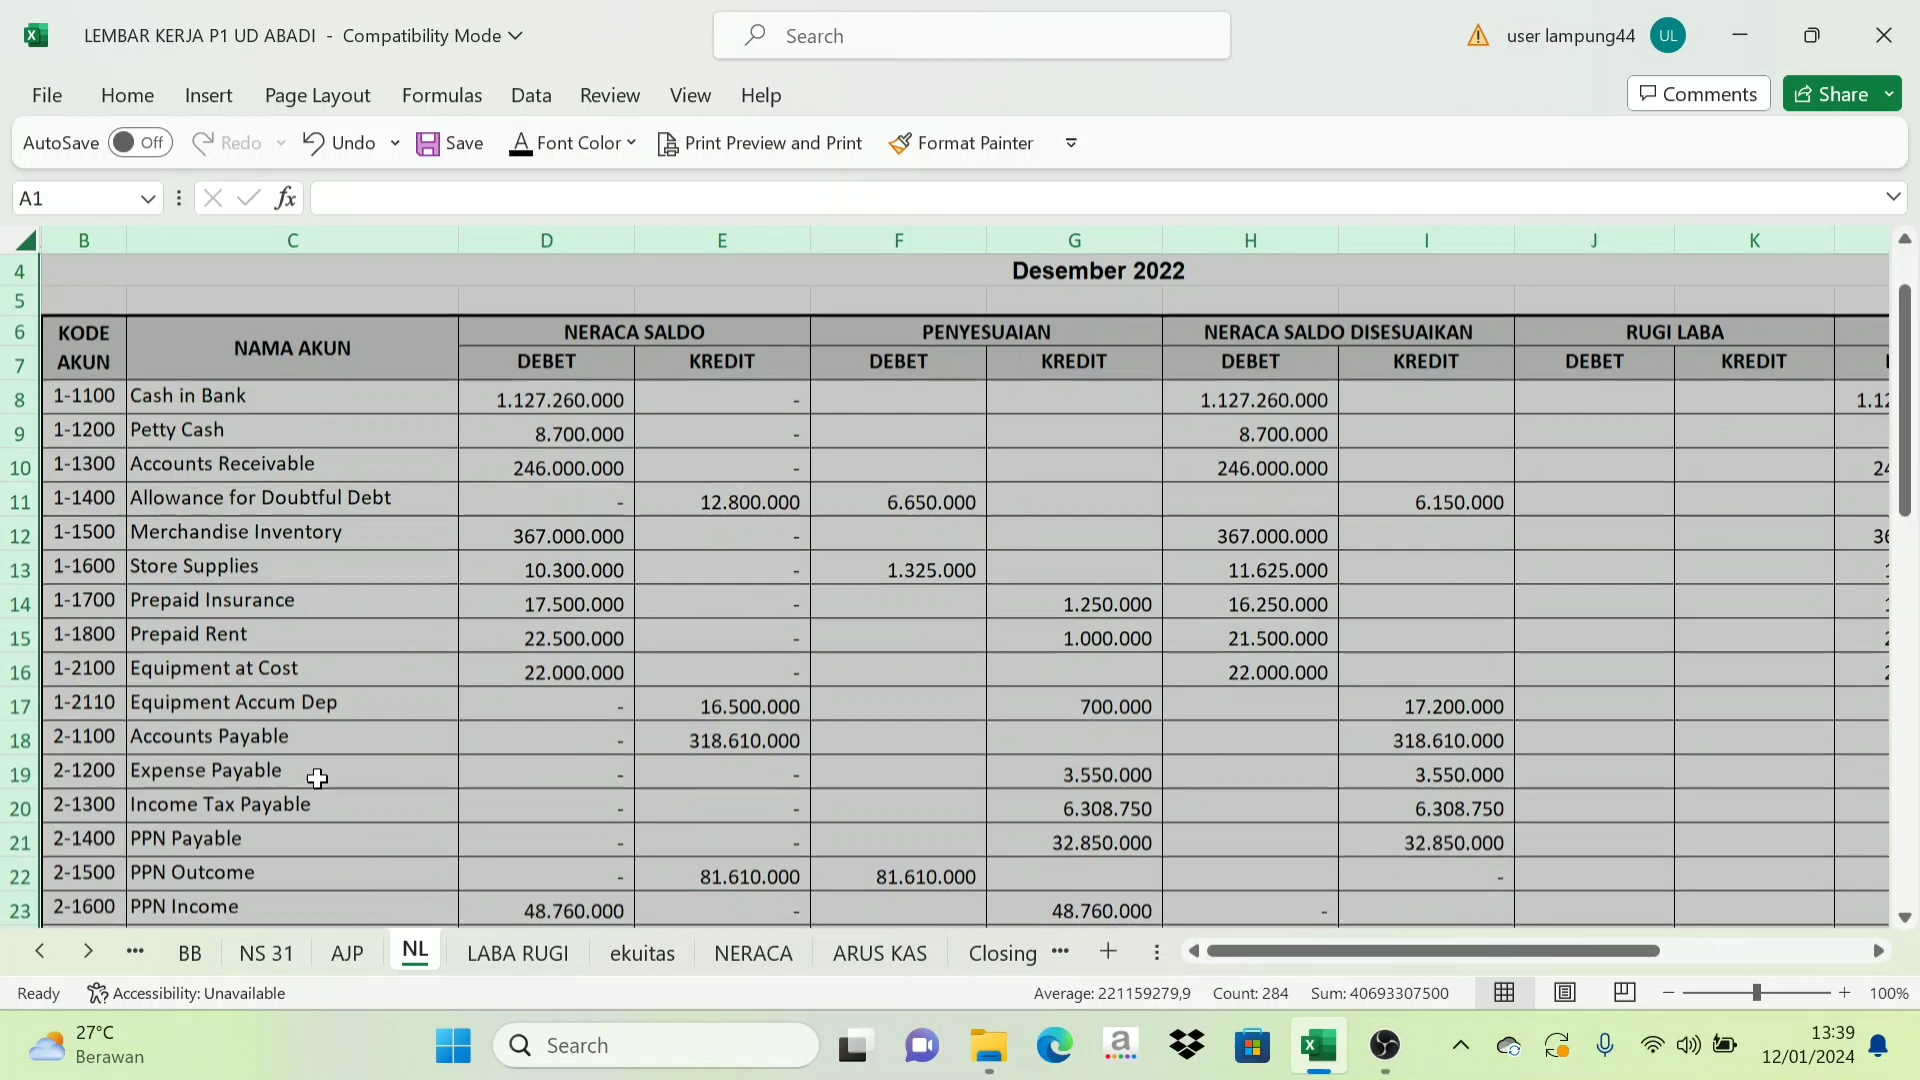 LEMBAR KERJA P1 UD ABADI - Compatibility Mode
Search
user lampung44
UL
File Home Insert Page Layout Formulas Data Review View Help
Comments
Share
AutoSave Off Redo Undo Save Font Color Print Preview and Print Format Painter
A1
fx
B C D E F G H I J K
4 Desember 2022
5
6 KODE NAMA AKUN NERACA SALDO PENYESUAIAN NERACA SALDO DISESUAIKAN RUGI LABA
7 AKUN DEBET KREDIT DEBET KREDIT DEBET KREDIT DEBET KREDIT
8 1-1100 Cash in Bank 1.127.260.000 - 1.127.260.000 1.12
9 1-1200 Petty Cash 8.700.000 - 8.700.000
10 1-1300 Accounts Receivable 246.000.000 - 246.000.000 24
11 1-1400 Allowance for Doubtful Debt - 12.800.000 6.650.000 6.150.000
12 1-1500 Merchandise Inventory 367.000.000 - 367.000.000 36
13 1-1600 Store Supplies 10.300.000 - 1.325.000 11.625.000
14 1-1700 Prepaid Insurance 17.500.000 - 1.250.000 16.250.000
15 1-1800 Prepaid Rent 22.500.000 - 1.000.000 21.500.000
16 1-2100 Equipment at Cost 22.000.000 - 22.000.000
17 1-2110 Equipment Accum Dep - 16.500.000 700.000 17.200.000
18 2-1100 Accounts Payable - 318.610.000 318.610.000
19 2-1200 Expense Payable - - 3.550.000 3.550.000
20 2-1300 Income Tax Payable - - 6.308.750 6.308.750
21 2-1400 PPN Payable - - 32.850.000 32.850.000
22 2-1500 PPN Outcome - 81.610.000 81.610.000 -
23 2-1600 PPN Income 48.760.000 - 48.760.000 -
BB NS 31 AJP NL LABA RUGI ekuitas NERACA ARUS KAS Closing
Ready Accessibility: Unavailable Average: 221159279,9 Count: 284 Sum: 40693307500 100%
27°C
Berawan
Search
13:39
12/01/2024